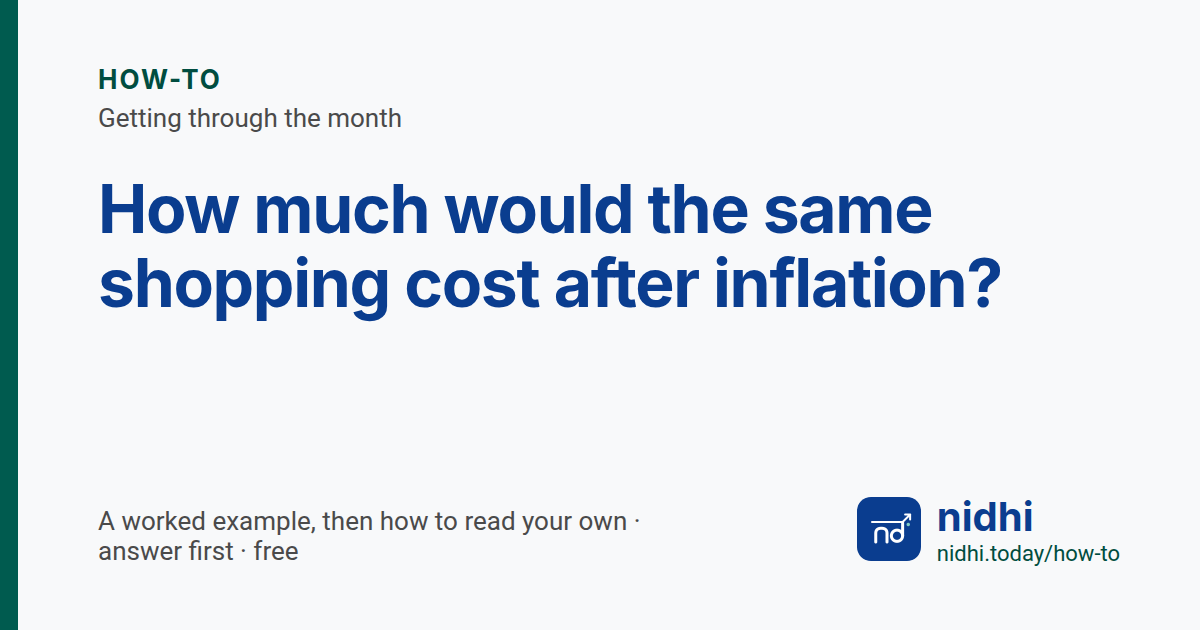 HOW-TO
Getting through the month
How much would the same
shopping cost after inflation?
A worked example, then how to read your own ·
answer first · free
nd
nidhi
nidhi.today/how-to